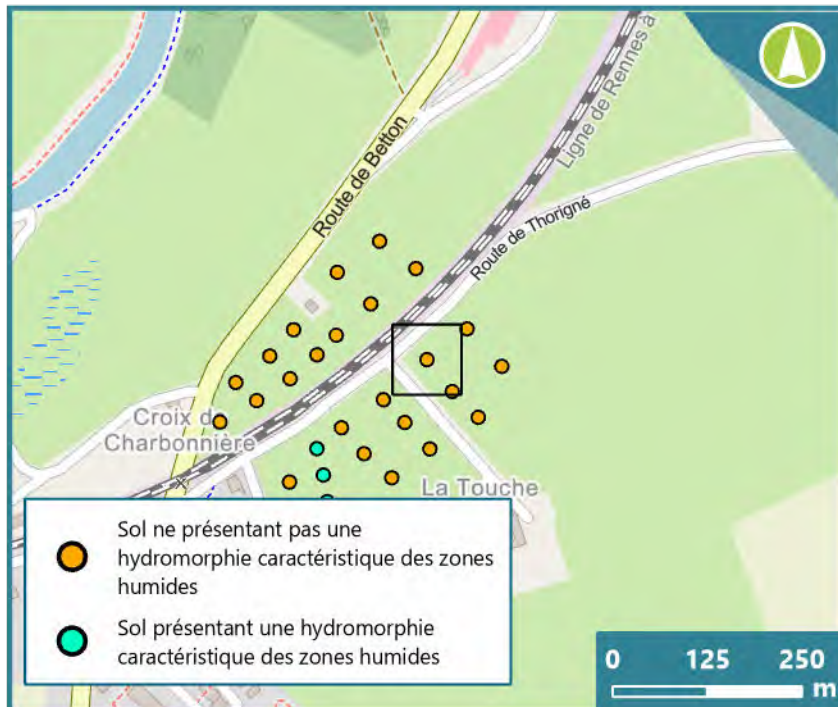 Route de Betton
Ligne de Rennes à
Route de Thorigné
Croix de
Charbonnière
La Touche
Sol ne présentant pas une
hydromorphie caractéristique des zones
humides
Sol présentant une hydromorphie
caractéristique des zones humides
0 125 250
m